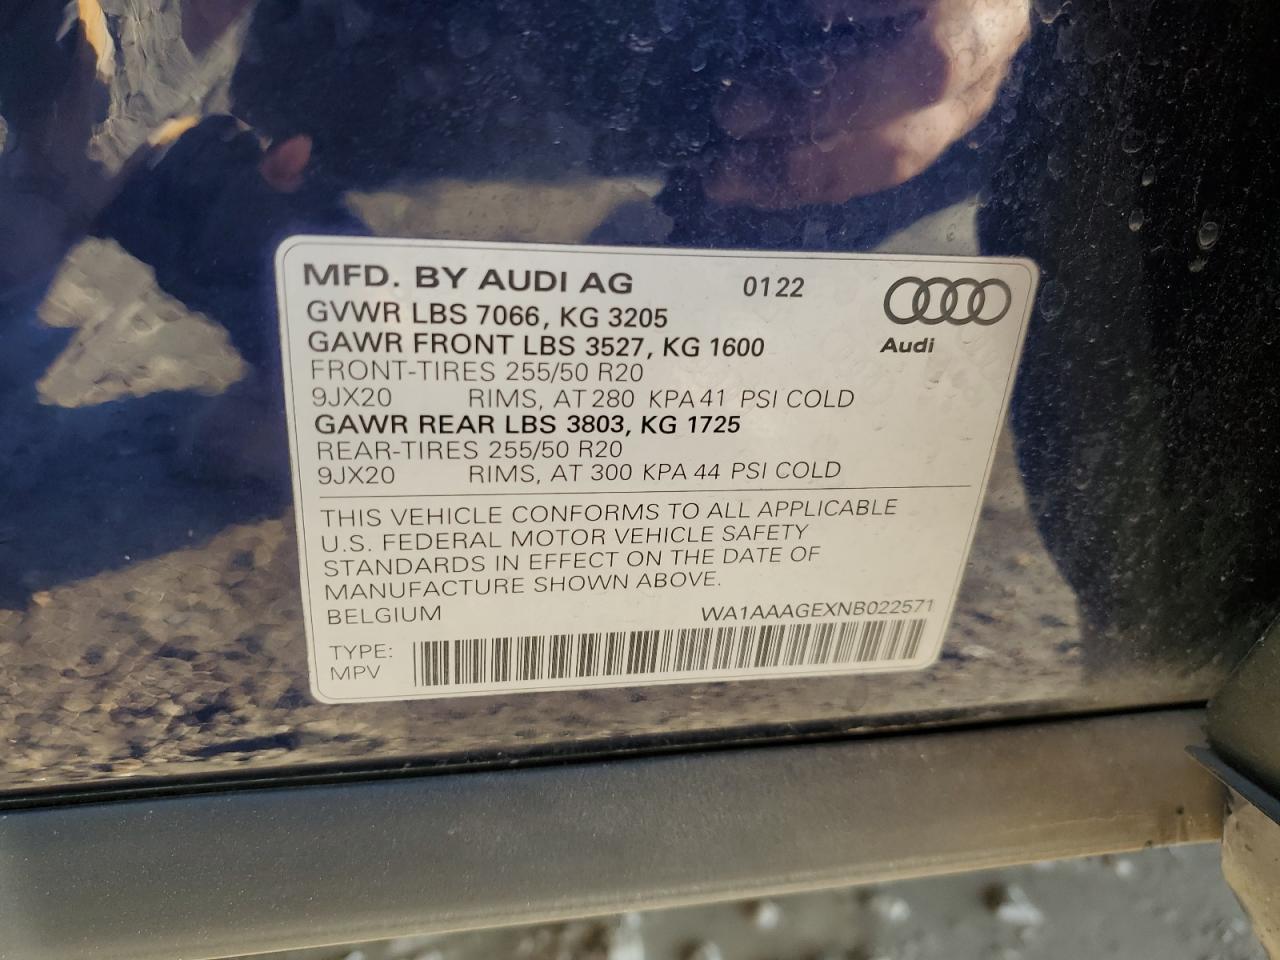 MFD. BY AUDI AG 0122
GVWR LBS 7066, KG 3205
GAWR FRONT LBS 3527, KG 1600
Audi
FRONT-TIRES 255/50 R20
9JX20 RIMS, AT 280 KPA 41 PSI COLD
GAWR REAR LBS 3803, KG 1725
REAR-TIRES 255/50 R20
9JX20 RIMS, AT 300 KPA 44 PSI COLD
THIS VEHICLE CONFORMS TO ALL APPLICABLE
U.S. FEDERAL MOTOR VEHICLE SAFETY
STANDARDS IN EFFECT ON THE DATE OF
MANUFACTURE SHOWN ABOVE.
BELGIUM WA1AAAGEXNB022571
TYPE:
MPV